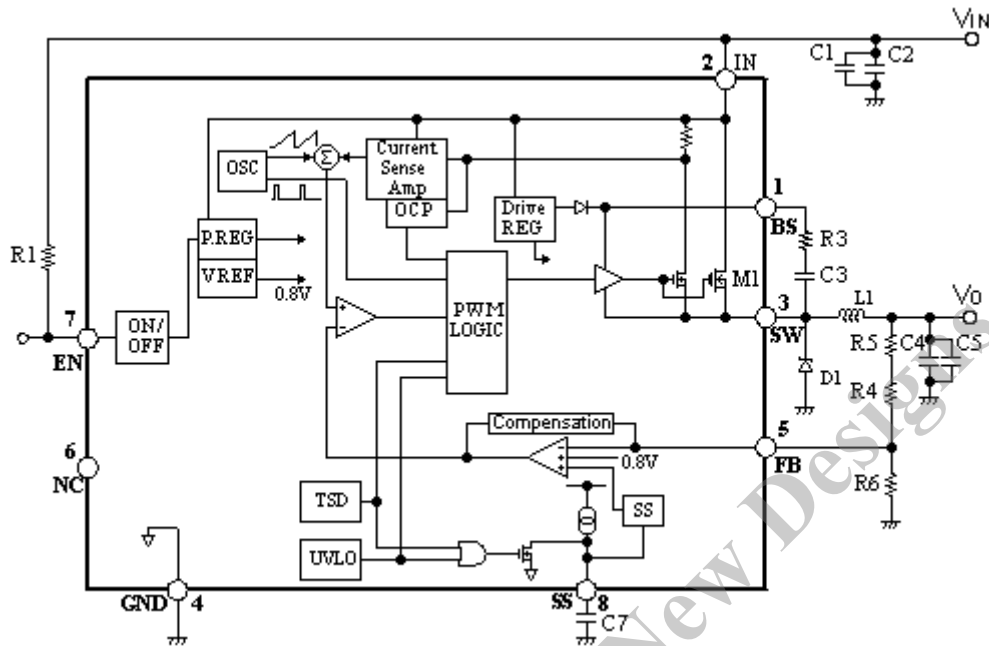 VIN
C1
C2
2
IN
Current
Sense
Amp
OSC
Σ
OCP
Drive
REG
1
BS
R3
R1
P.REG
VREF
0.8V
C3
M1
PWM
LOGIC
L1
VO
3
SW
7
EN
ON/
OFF
+
−
R5
C4
C5
D1
R4
Compensation
5
FB
−
+
+
0.8V
6
NC
R6
TSD
SS
UVLO
GND
4
SS
8
C7
New Designs